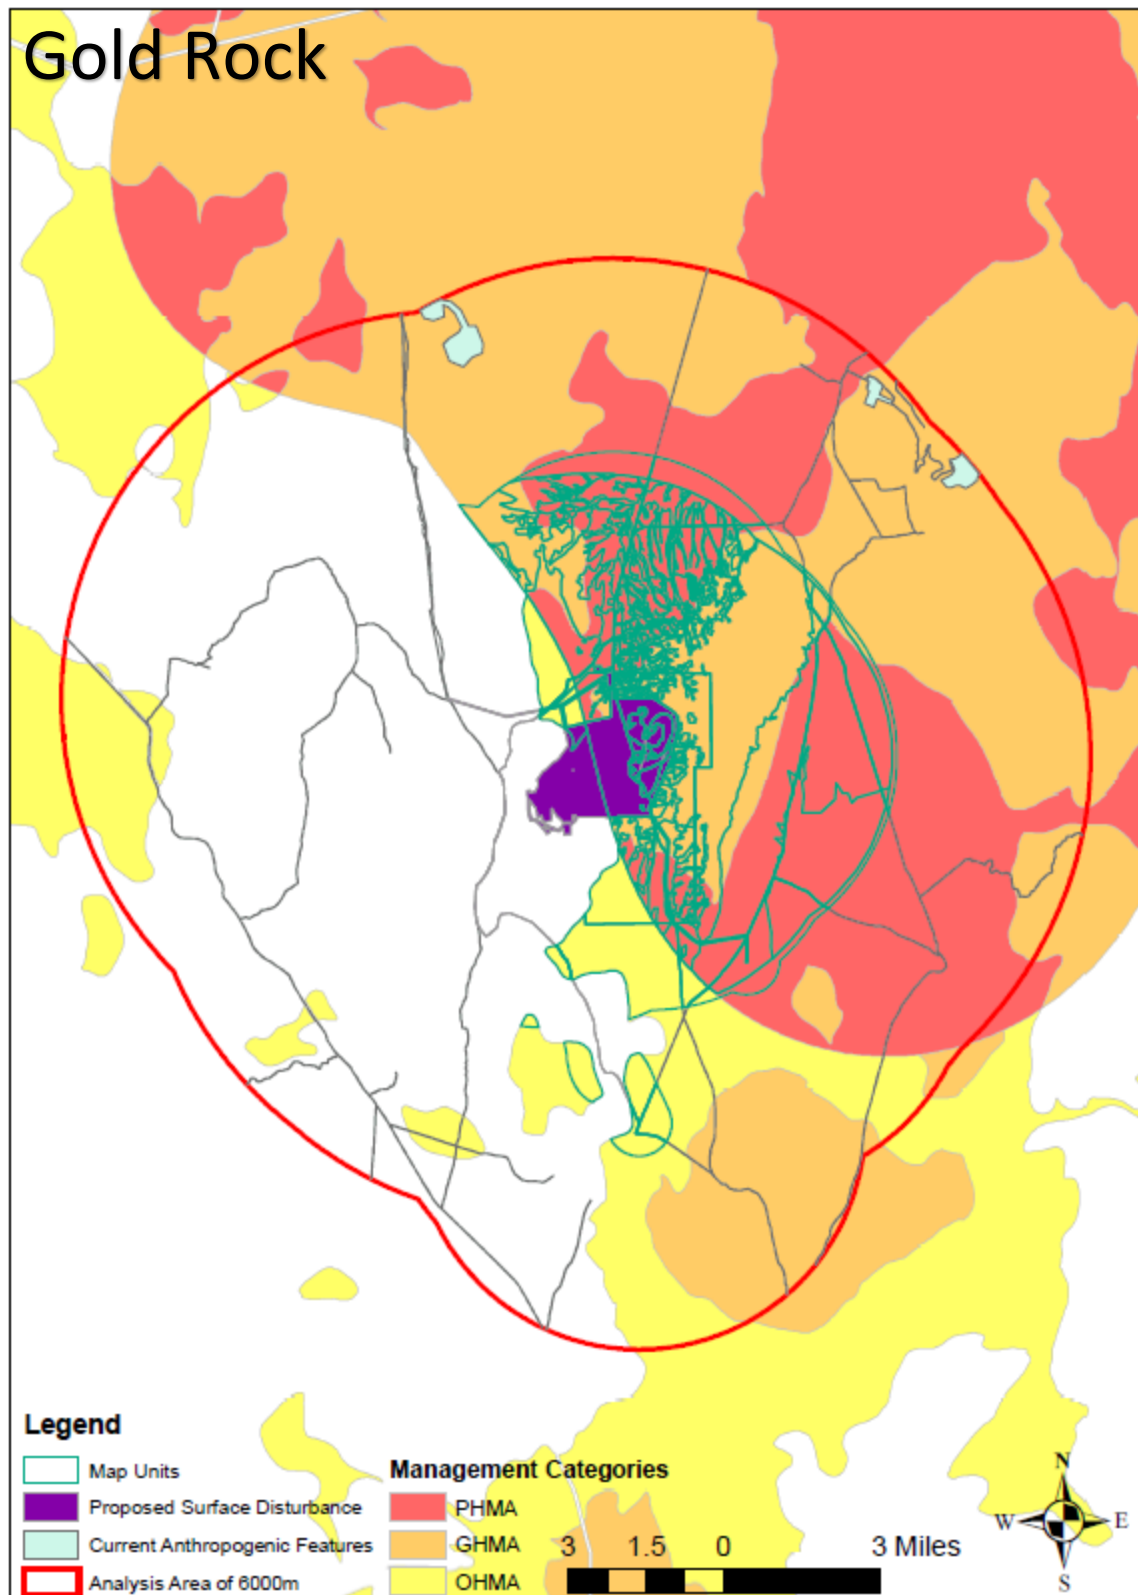 Gold Rock
Legend
Map Units
Proposed Surface Disturbance
Current Anthropogenic Features
Analysis Area of 6000m
Management Categories
PHMA
GHMA
OHMA
3 1.5 0 3 Miles
N
W E
S